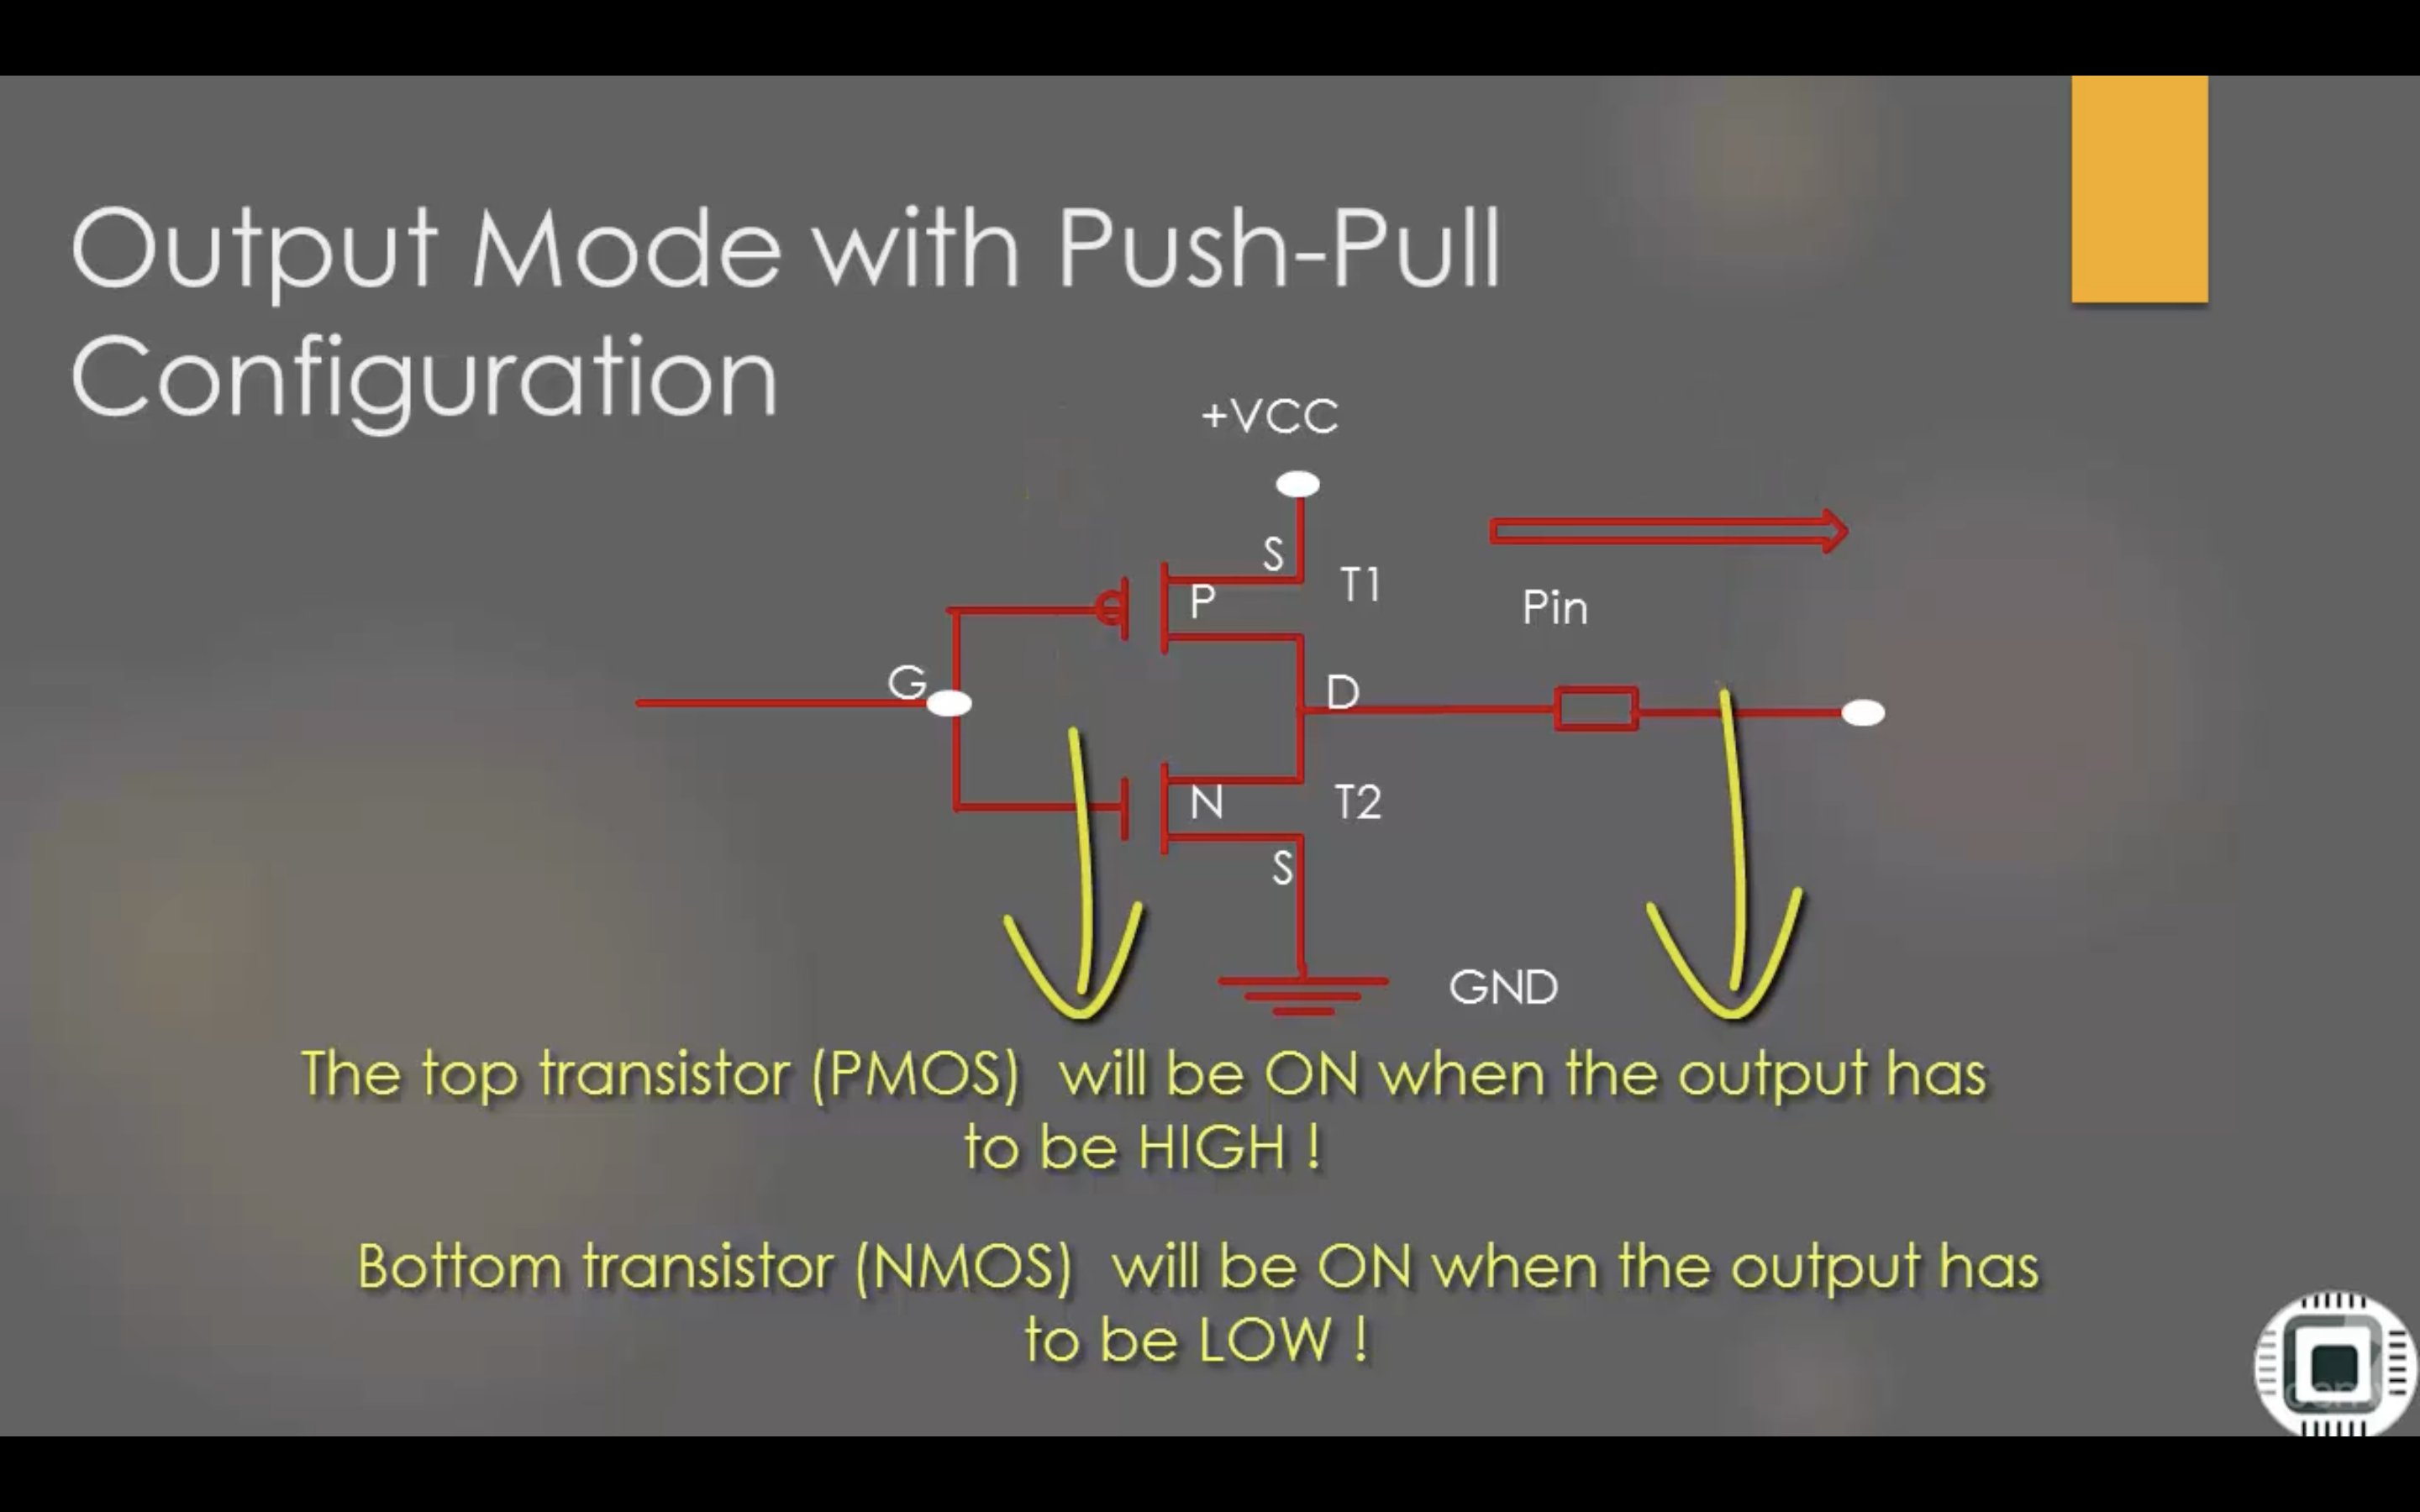 Output Mode with Push-Pull
Configuration
+VCC
S
T1
P
Pin
G
D
N
T2
S
GND
The top transistor (PMOS) will be ON when the output has
to be HIGH !
Bottom transistor (NMOS) will be ON when the output has
to be LOW !